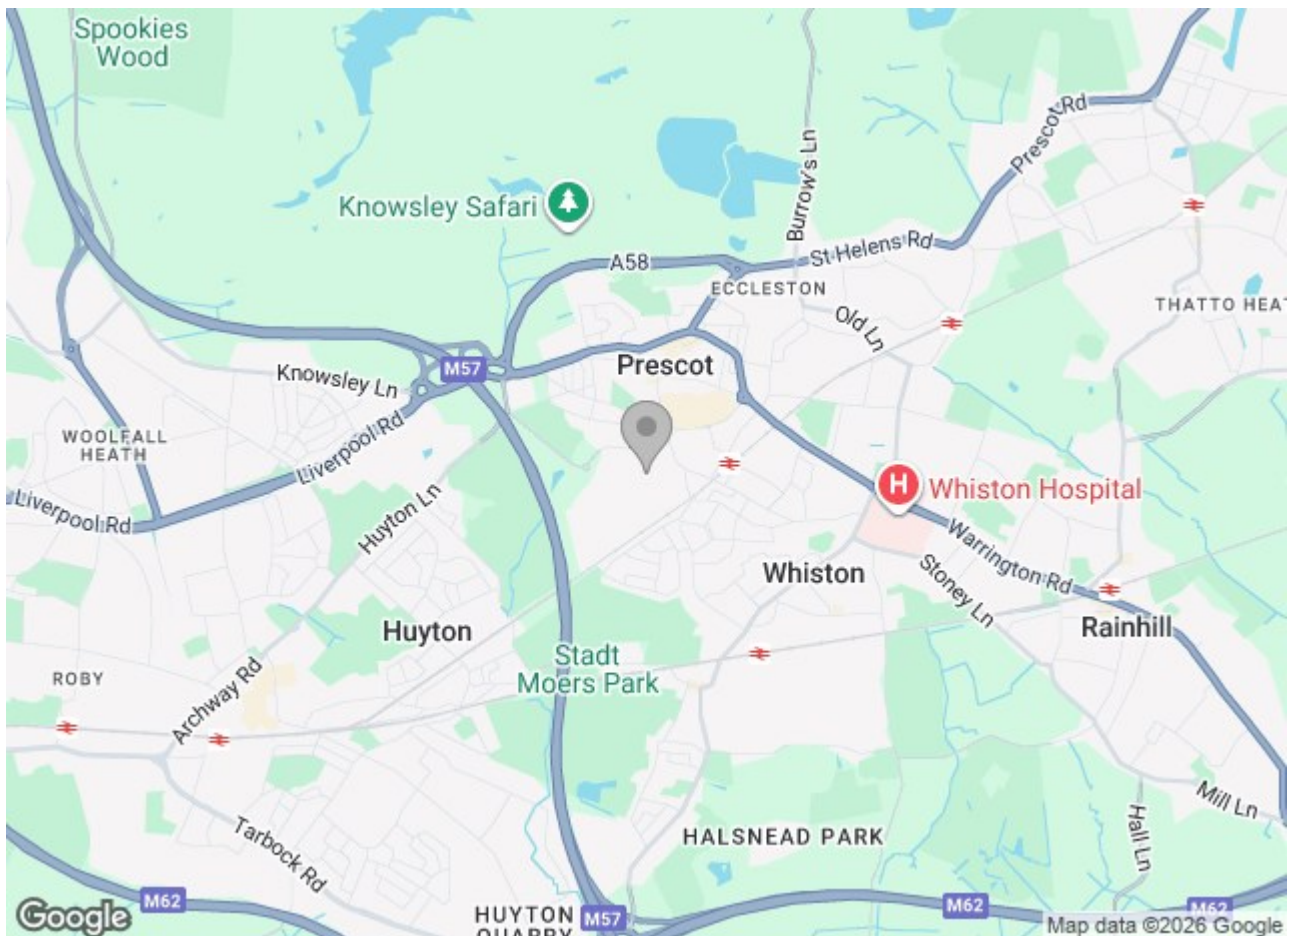 Spookies
Wood
Prescot Rd
Burrow's Ln
Knowsley Safari
St Helens Rd
A58
ECCLESTON
THATTO HEAT
Old Ln
Prescot
M57
Knowsley Ln
WOOLFALL
HEATH
Liverpool Rd
Liverpool Rd
Huyton Ln
H
Whiston Hospital
Warrington Rd
Whiston
Stoney Ln
Rainhill
Huyton
Stadt
Moers Park
ROBY
Archway Rd
Mill Ln
Hall Ln
HALSNEAD PARK
Tarbock Rd
M62
HUYTON
QUARRY
M57
M62
M62
Google
Map data ©2026 Google